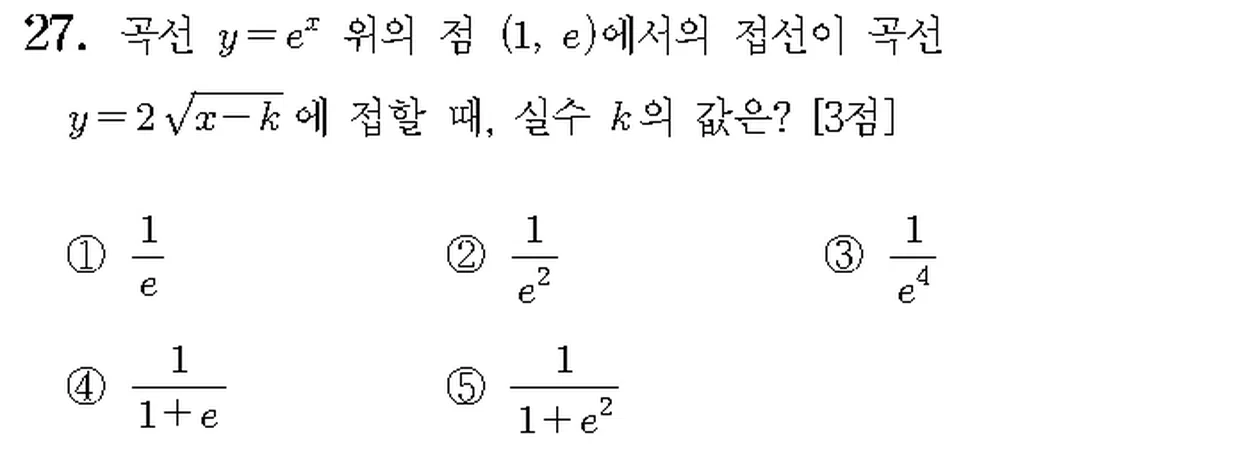 27. 곡선 y=e^x 위의 점 (1, e)에서의 접선이 곡선
y=2√(x-k) 에 접할 때, 실수 k의 값은? [3점]
① 1/e ② 1/e^2 ③ 1/e^4
④ 1/(1+e) ⑤ 1/(1+e^2)